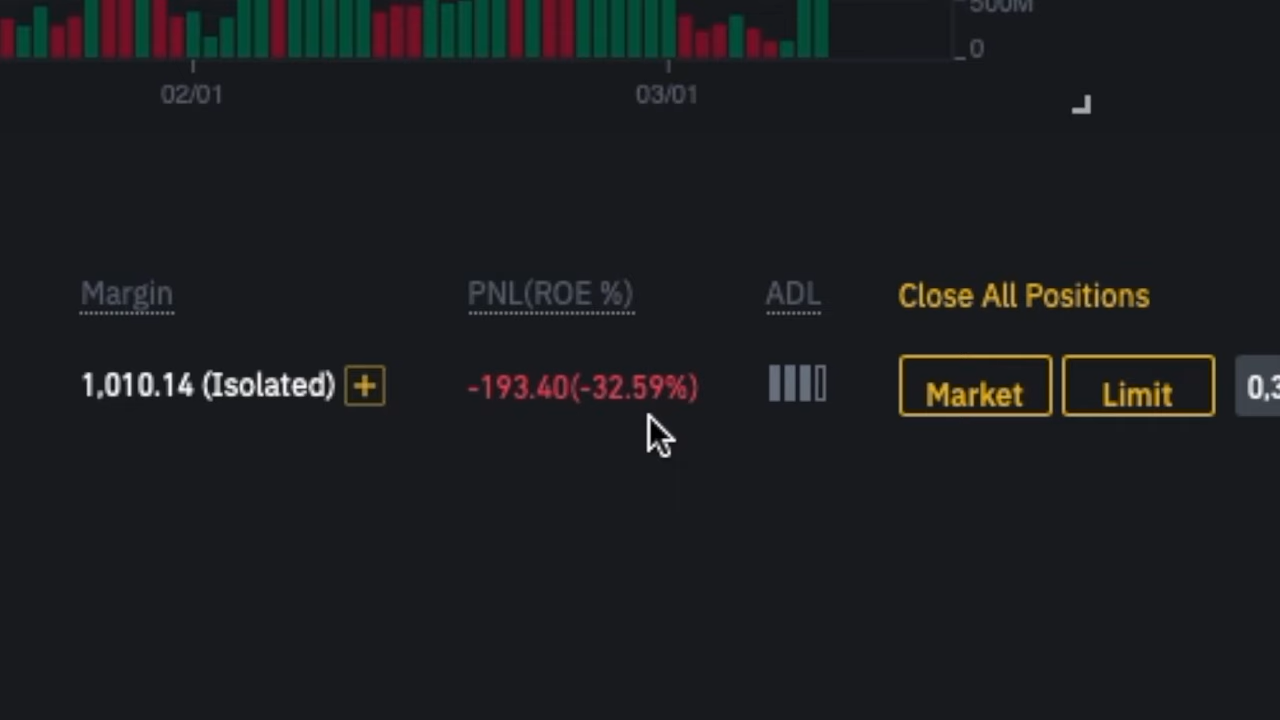 500M
0
02/01 03/01
Margin PNL(ROE %) ADL Close All Positions
1,010.14 (Isolated) + -193.40(-32.59%) Market Limit 0,3